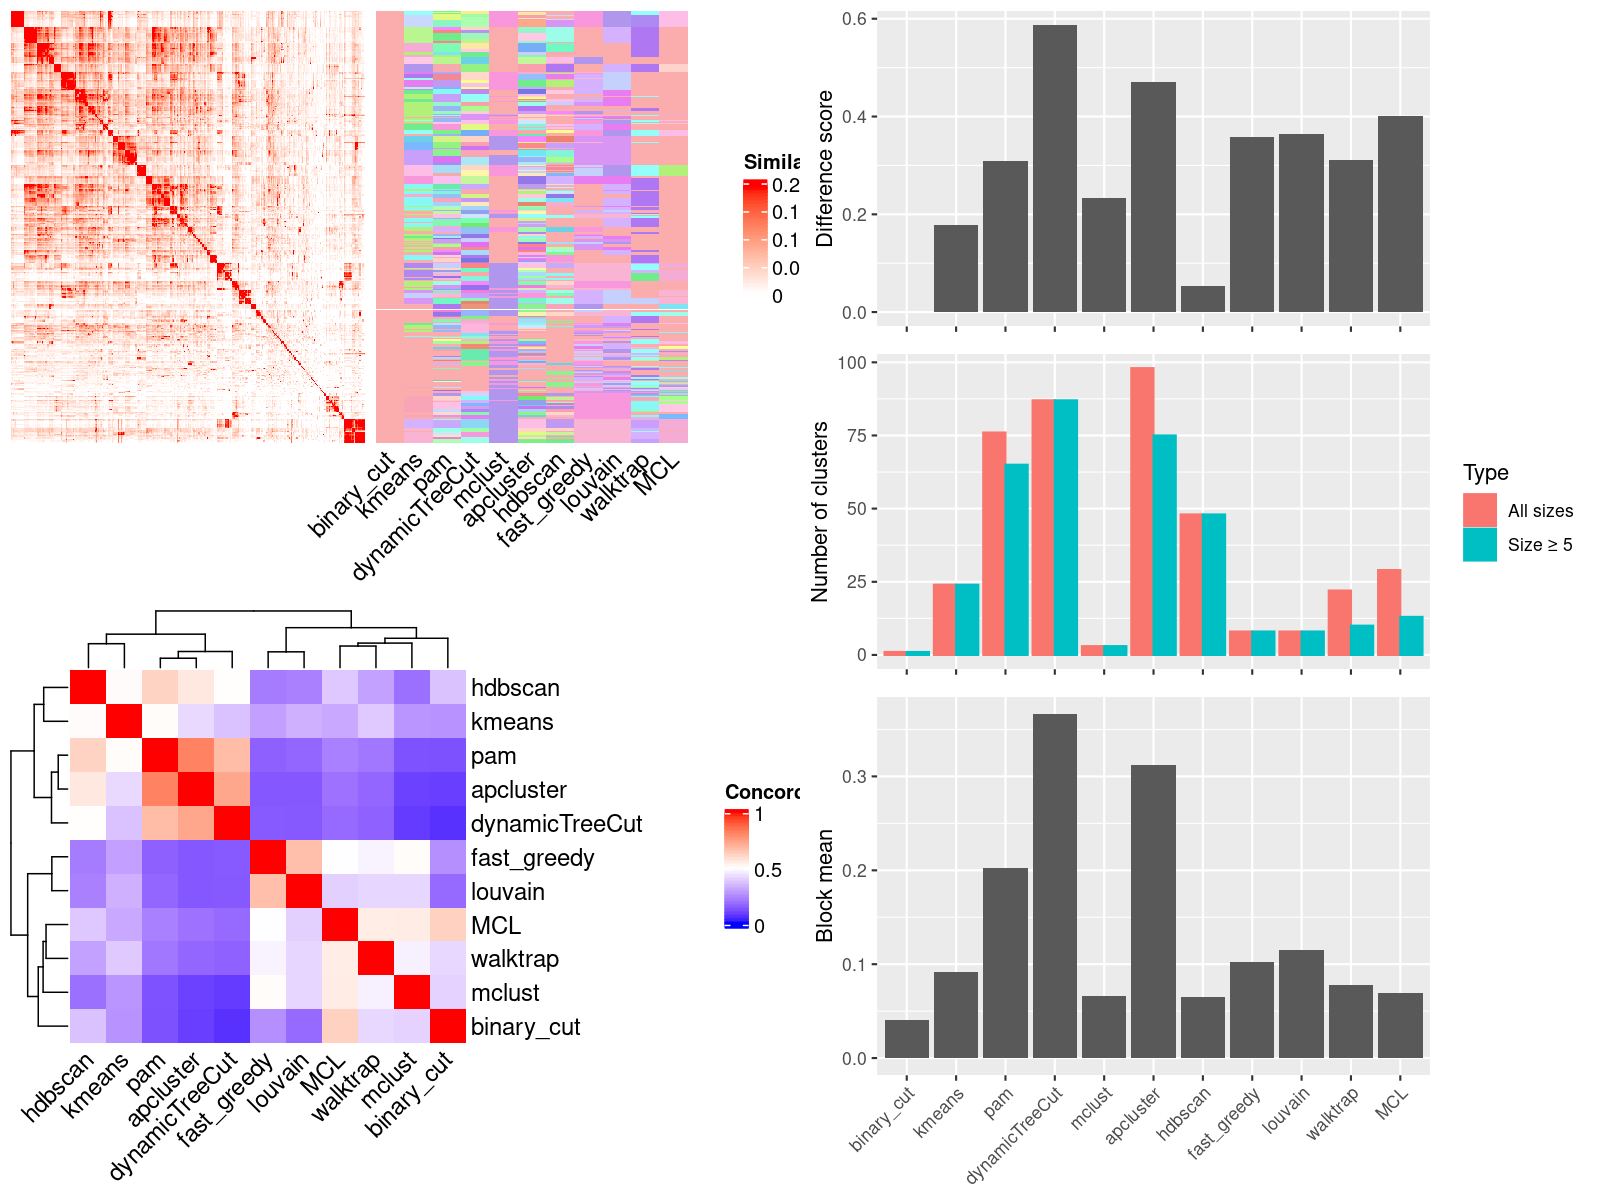 Simila
0.2
0.1
0.1
0.0
0
binary_cut
kmeans
pam
dynamicTreeCut
mclust
apcluster
hdbscan
fast_greedy
louvain
walktrap
MCL
hdbscan
kmeans
pam
apcluster
dynamicTreeCut
fast_greedy
louvain
MCL
walktrap
mclust
binary_cut
hdbscan
kmeans
pam
apcluster
dynamicTreeCut
fast_greedy
louvain
MCL
walktrap
mclust
binary_cut
Concord
1
0.5
0
Difference score
0.6
0.4
0.2
0.0
Number of clusters
100
75
50
25
0
Type
All sizes
Size ≥ 5
Block mean
0.3
0.2
0.1
0.0
binary_cut
kmeans
pam
dynamicTreeCut
mclust
apcluster
hdbscan
fast_greedy
louvain
walktrap
MCL